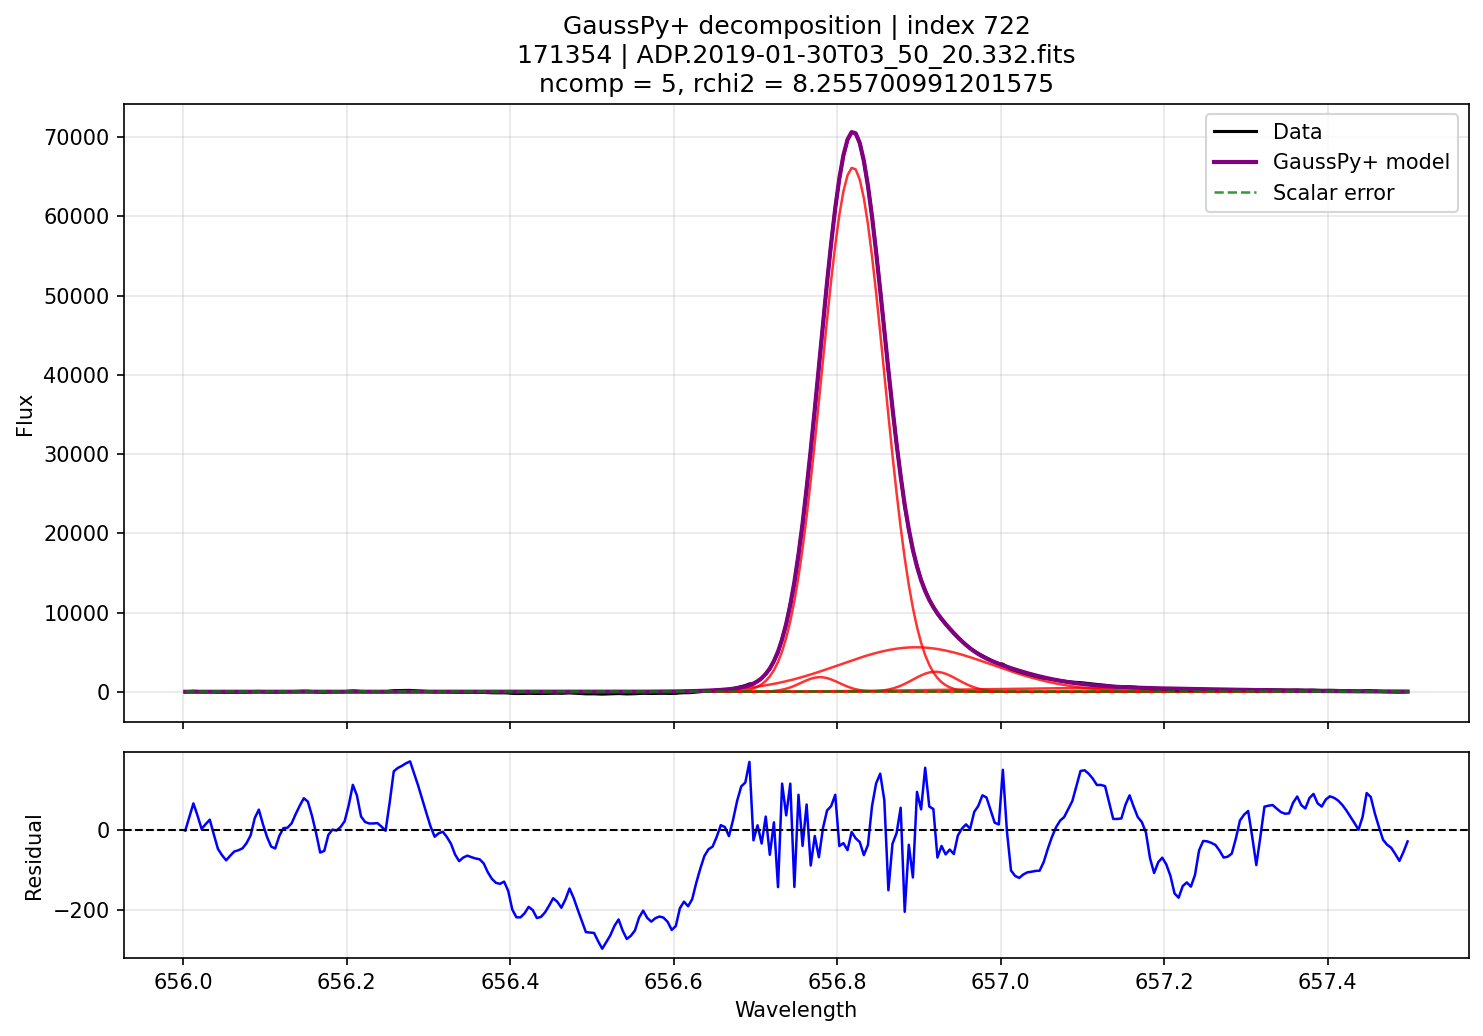 GaussPy+ decomposition | index 722
171354 | ADP.2019-01-30T03_50_20.332.fits
ncomp = 5, rchi2 = 8.255700991201575
Data
GaussPy+ model
Scalar error
70000
60000
50000
40000
30000
20000
10000
0
Flux
0
−200
Residual
656.0
656.2
656.4
656.6
656.8
657.0
657.2
657.4
Wavelength